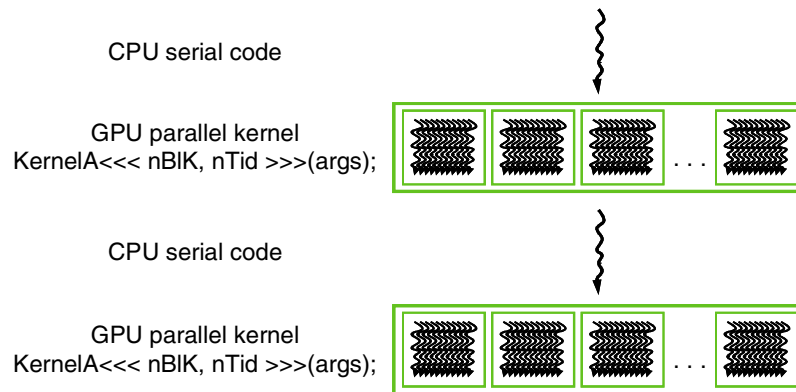 CPU serial code
GPU parallel kernel
KernelA<<< nBlK, nTid >>>(args);
. . .
CPU serial code
GPU parallel kernel
KernelA<<< nBlK, nTid >>>(args);
. . .